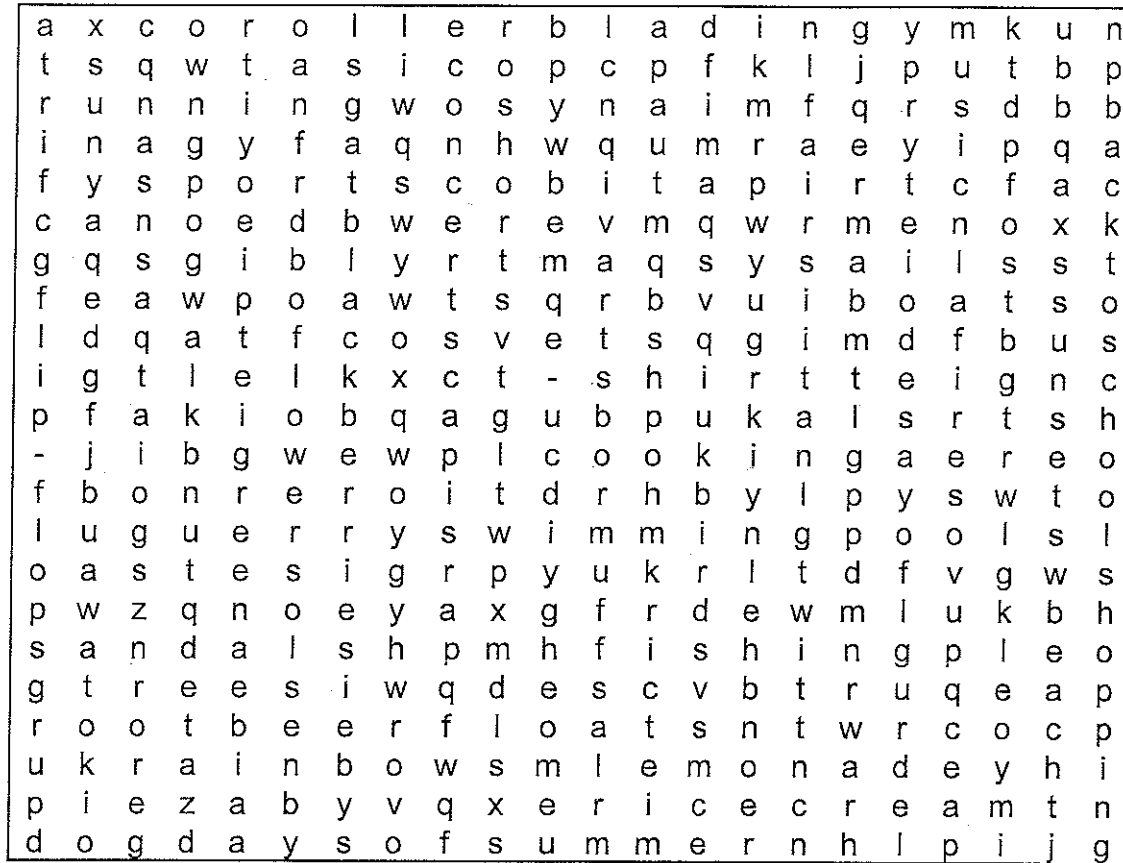 a x c o r o l l e r b l a d i n g y m k u n
t s q w t a s i c o p c p f k l j p u t b p
r u n n i n g w o s y n a i m f q r s d b b
i n a g y f a q n h w q u m r a e y i p q a
f y s p o r t s c o b i t a p i r t c f a c
c a n o e d b w e r e v m q w r m e n o x k
g q s g i b l y r t m a q s y s a i l s s t
f e a w p o a w t s q r b v u i b o a t s o
l d q a t f c o s v e t s q g i m d f b u s
i g t l e l k x c t - s h i r t t e i g n c
p f a k i o b q a g u b p u k a l s r t s h
- j i b g w e w p l c o o k i n g a e r e o
f b o n r e r o i t d r h b y l p y s w t o
l u g u e r r y s w i m m i n g p o o l s l
o a s t e s i g r p y u k r l t d f v g w s
p w z q n o e y a x g f r d e w m l u k b h
s a n d a l s h p m h f i s h i n g p l e o
g t r e e s i w q d e s c v b t r u q e a p
r o o t b e e r f l o a t s n t w r c o c p
u k r a i n b o w s m l e m o n a d e y h i
p i e z a b y v q x e r i c e c r e a m t n
d o g d a y s o f s u m m e r n h l p i j g